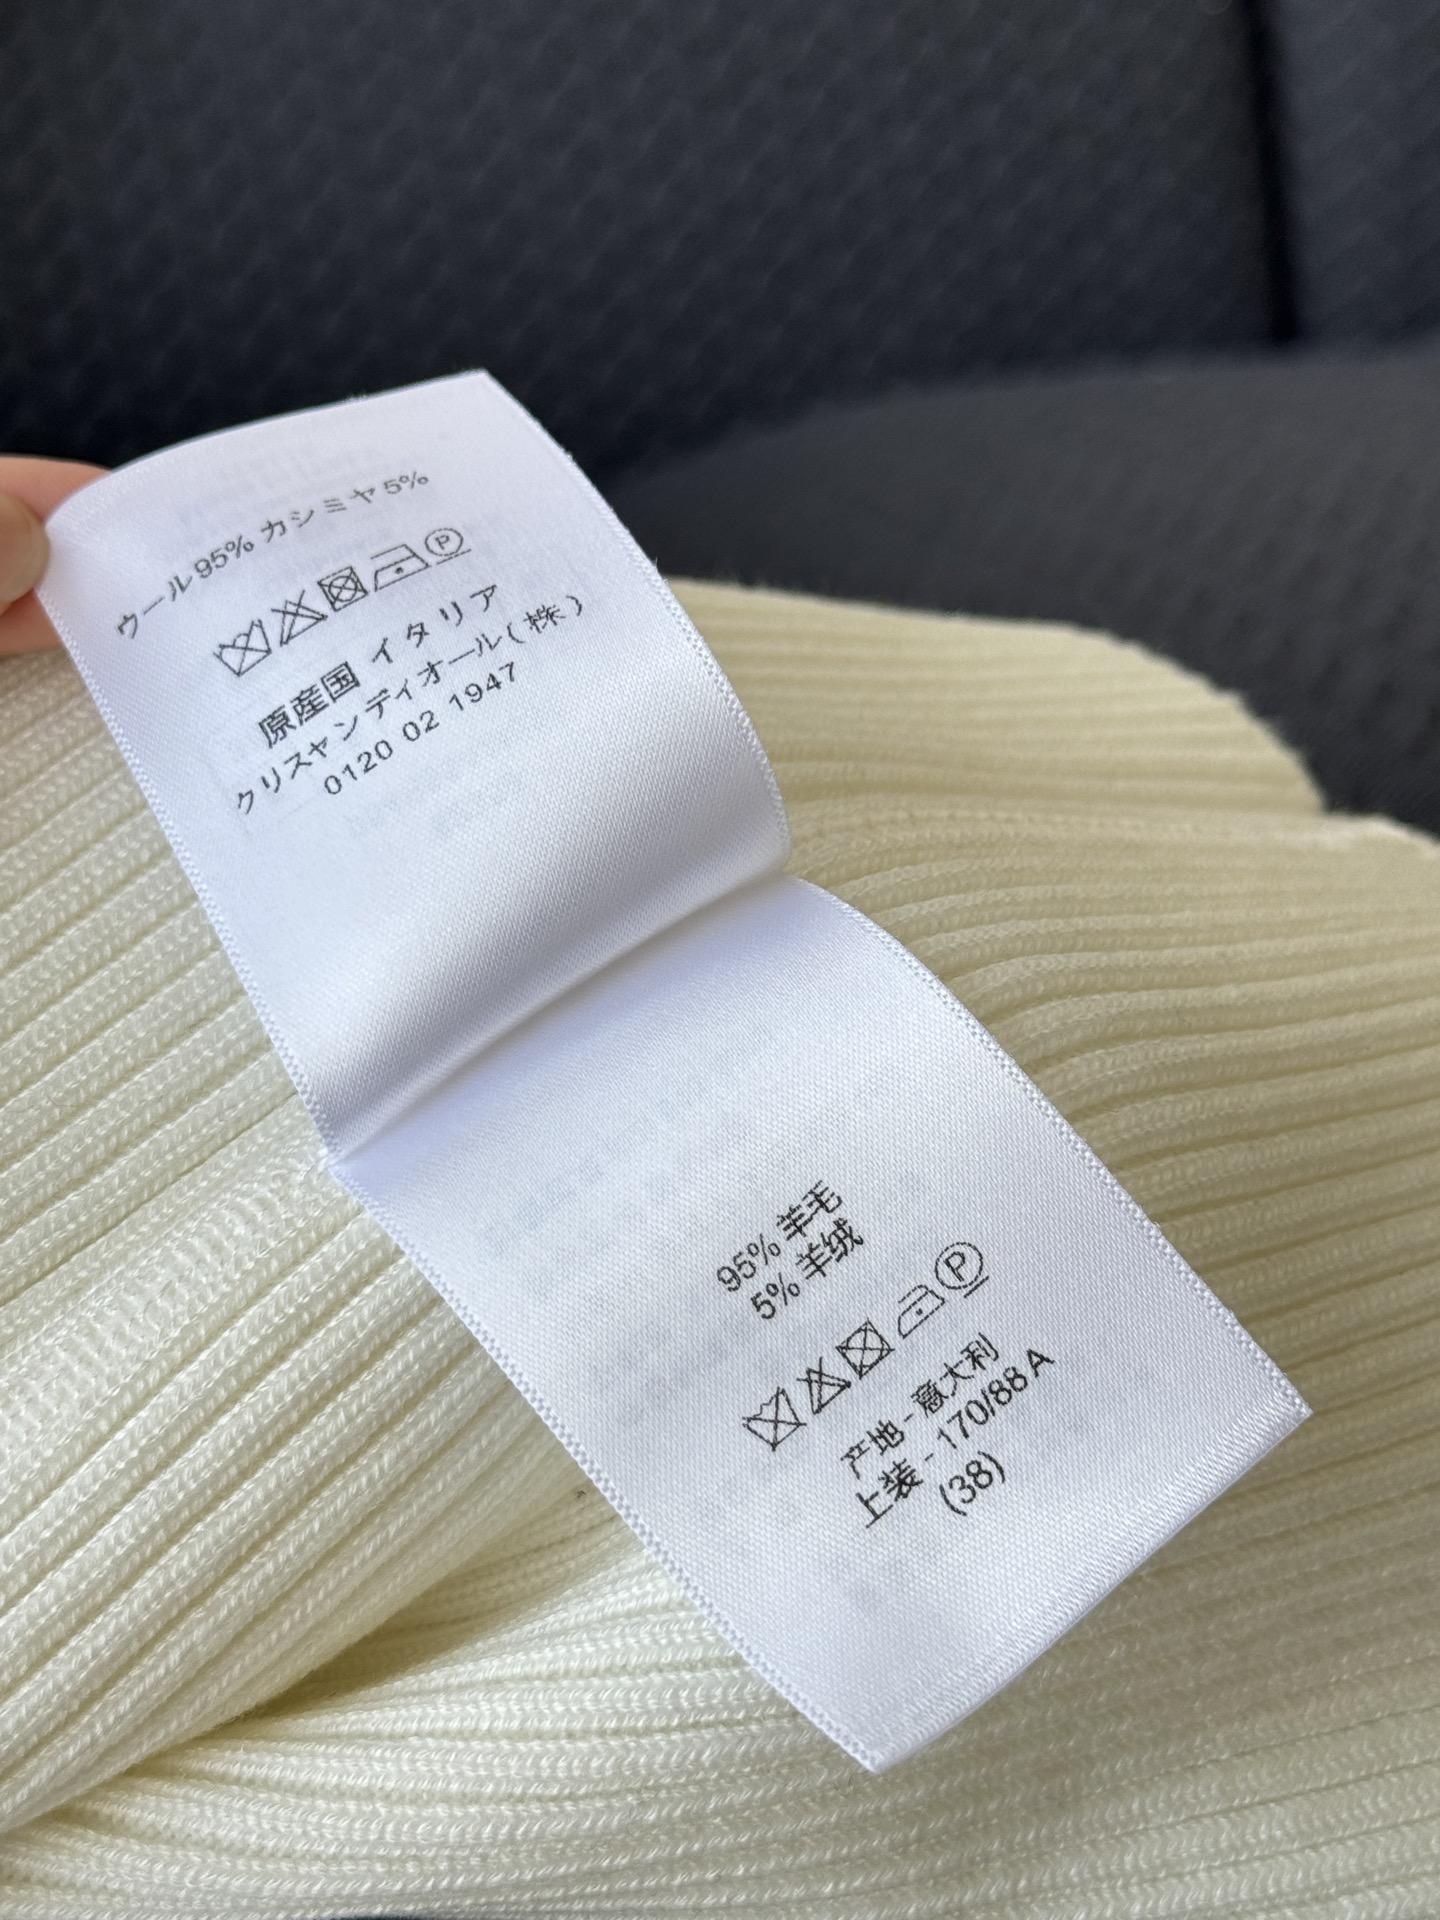 ウール95% カシミヤ5%
P
原産国 イタリア
クリスチャンディオール(株)
0120 02 1947
95% 羊毛
5% 羊绒
P
产地 - 意大利
上装 - 170/88 A
(38)